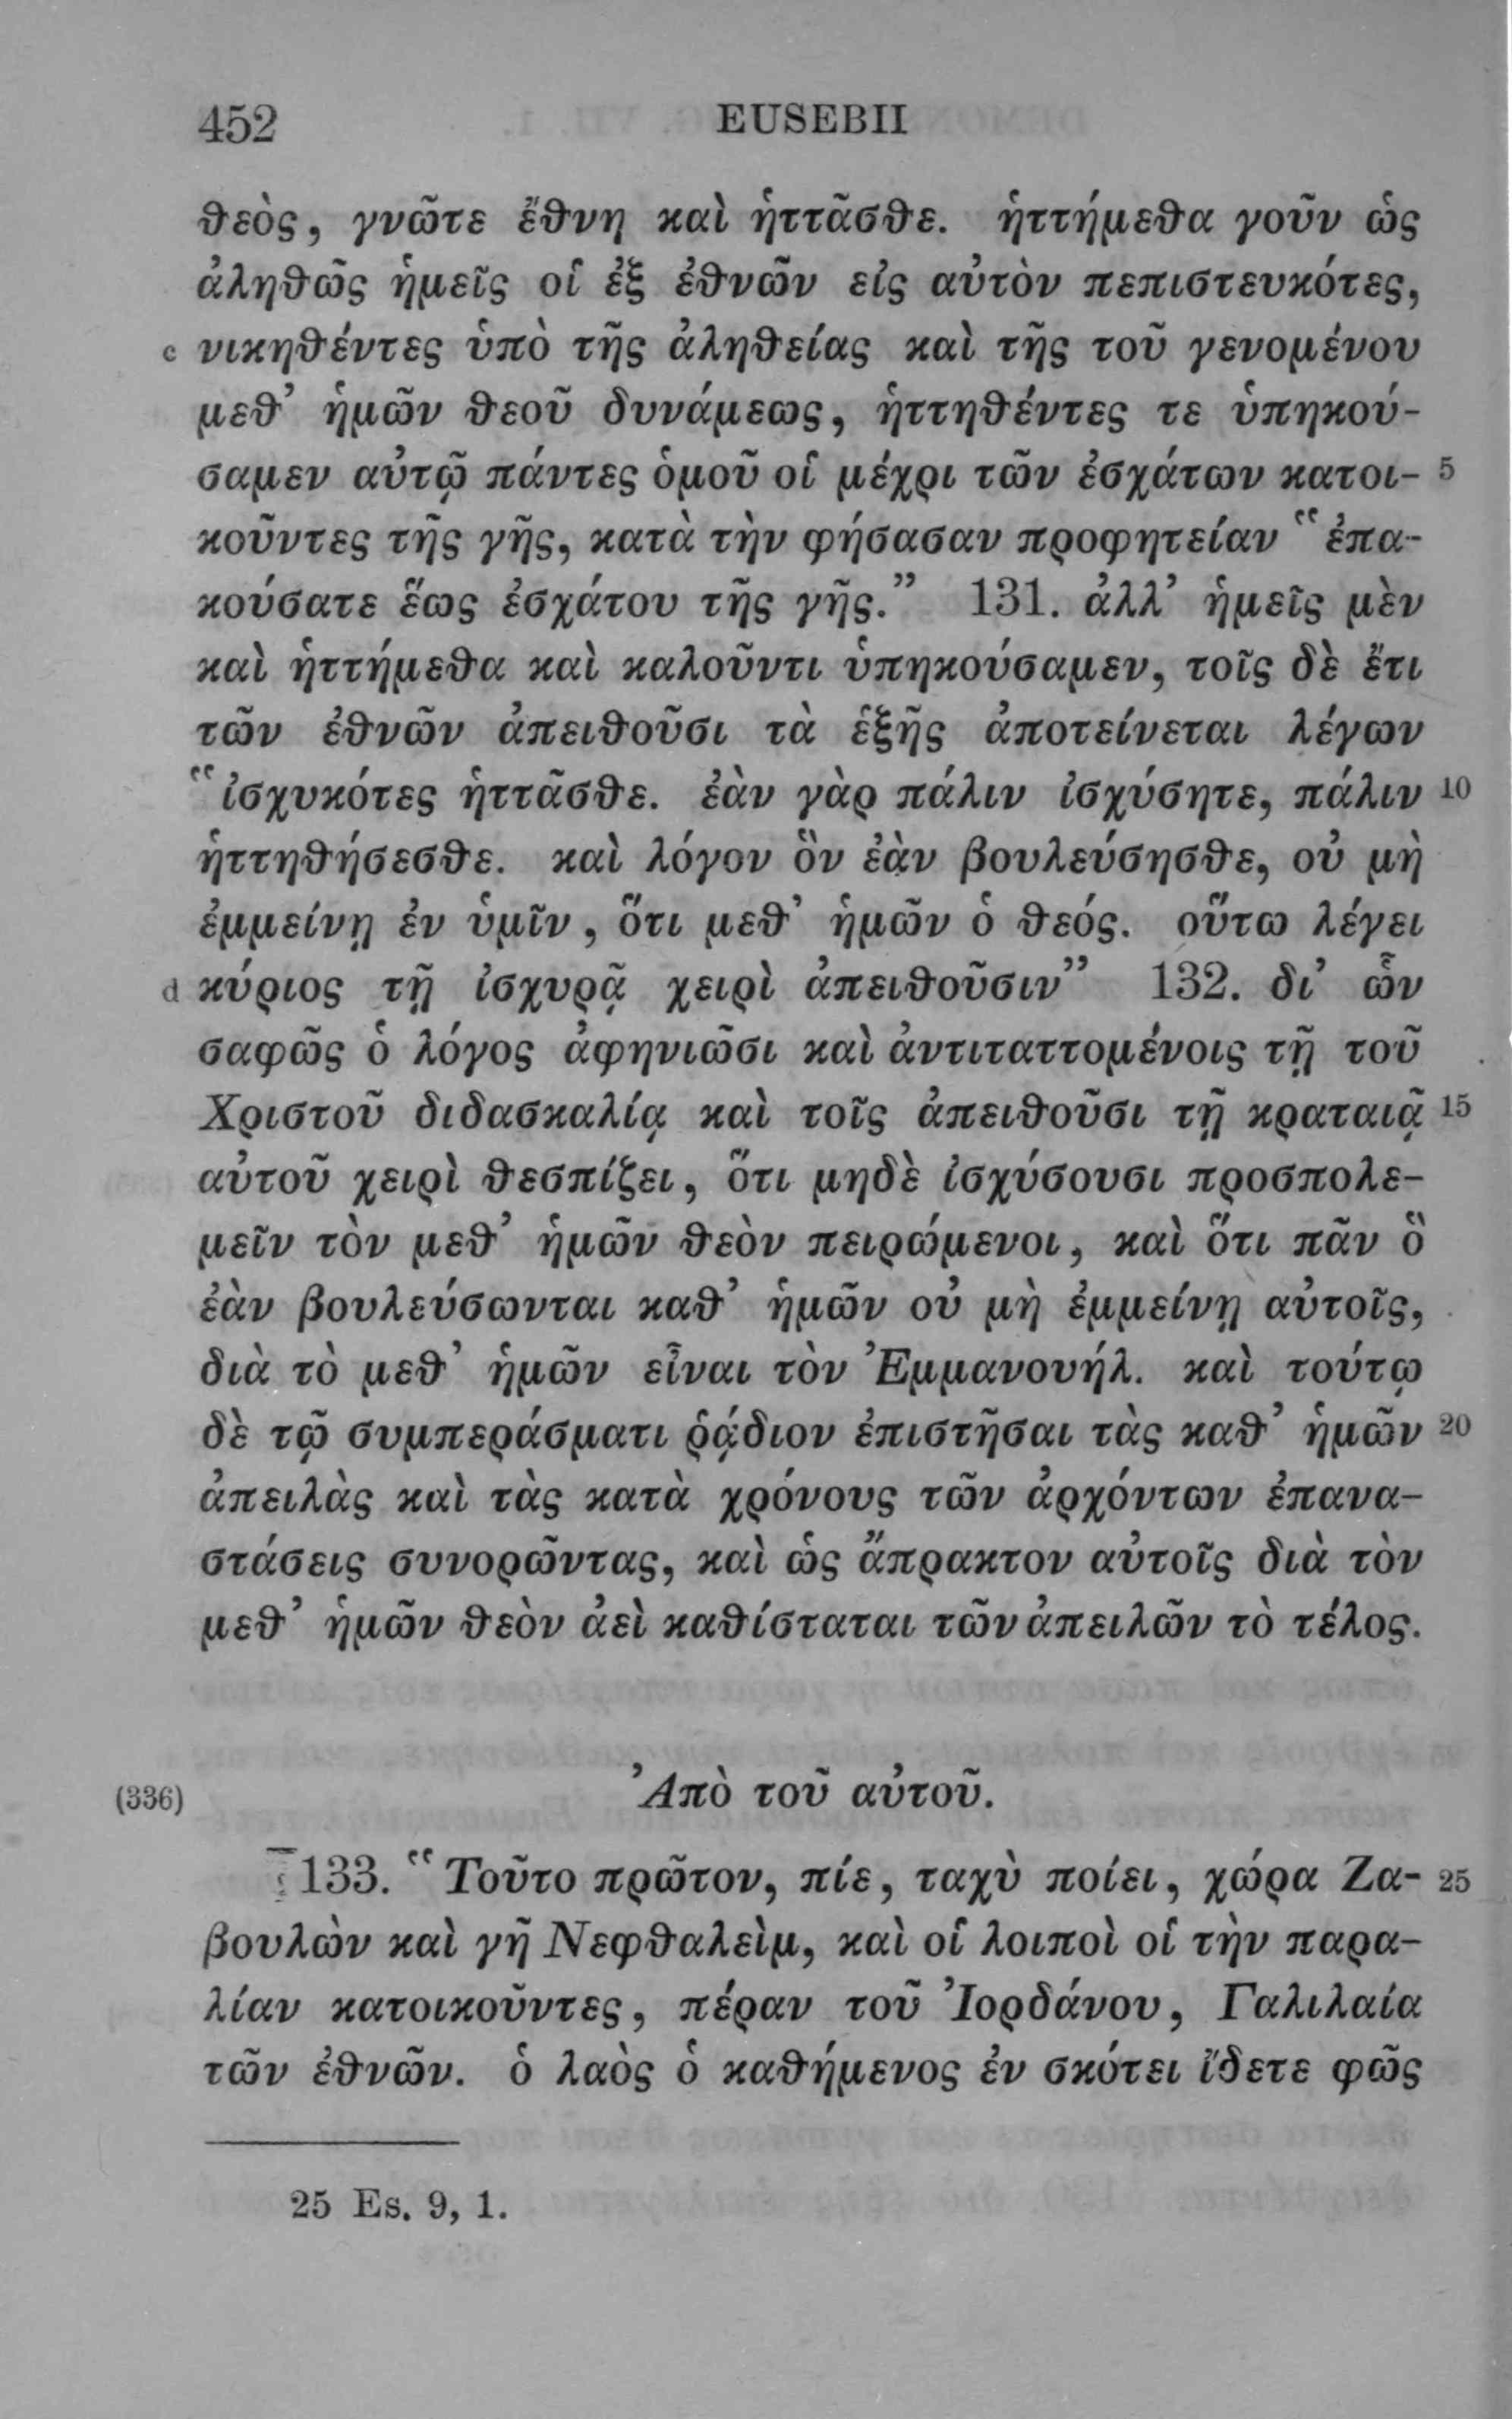 452 EUSEBII
θεὸς, γνῶτε ἔθνη καὶ ἡττᾶσθε. ἡττήμεθα γοῦν ὡς
ἀληθῶς ἡμεῖς οἱ ἐξ ἐθνῶν εἰς αὐτὸν πεπιστευκότες,
c νικηθέντες ὑπὸ τῆς ἀληθείας καὶ τῆς τοῦ γενομένου
μεθ’ ἡμῶν θεοῦ δυνάμεως, ἡττηθέντες τε ὑπηκού-
σαμεν αὐτῷ πάντες ὁμοῦ οἱ μέχρι τῶν ἐσχάτων κατοι- 5
κοῦντες τῆς γῆς, κατὰ τὴν φήσασαν προφητείαν “ἐπα-
κούσατε ἕως ἐσχάτου τῆς γῆς.” 131. ἀλλ’ ἡμεῖς μὲν
καὶ ἡττήμεθα καὶ καλοῦντι ὑπηκούσαμεν, τοῖς δὲ ἔτι
τῶν ἐθνῶν ἀπειθοῦσι τὰ ἑξῆς ἀποτείνεται λέγων
“ἰσχυκότες ἡττᾶσθε. ἐὰν γὰρ πάλιν ἰσχύσητε, πάλιν 10
ἡττηθήσεσθε. καὶ λόγον ὃν ἐὰν βουλεύσησθε, οὐ μὴ
ἐμμείνῃ ἐν ὑμῖν, ὅτι μεθ’ ἡμῶν ὁ θεός. οὕτω λέγει
d κύριος τῇ ἰσχυρᾷ χειρὶ ἀπειθοῦσιν” 132. δι’ ὧν
σαφῶς ὁ λόγος ἀφηνιῶσι καὶ ἀντιταττομένοις τῇ τοῦ
Χριστοῦ διδασκαλίᾳ καὶ τοῖς ἀπειθοῦσι τῇ κραταιᾷ 15
αὐτοῦ χειρὶ θεσπίζει, ὅτι μηδὲ ἰσχύσουσι προσπολε-
μεῖν τὸν μεθ’ ἡμῶν θεὸν πειρώμενοι, καὶ ὅτι πᾶν ὃ
ἐὰν βουλεύσωνται καθ’ ἡμῶν οὐ μὴ ἐμμείνῃ αὐτοῖς,
διὰ τὸ μεθ’ ἡμῶν εἶναι τὸν Ἐμμανουήλ. καὶ τούτῳ
δὲ τῷ συμπεράσματι ῥᾴδιον ἐπιστῆσαι τὰς καθ’ ἡμῶν 20
ἀπειλὰς καὶ τὰς κατὰ χρόνους τῶν ἀρχόντων ἐπανα-
στάσεις συνορῶντας, καὶ ὡς ἄπρακτον αὐτοῖς διὰ τὸν
μεθ’ ἡμῶν θεὸν ἀεὶ καθίσταται τῶν ἀπειλῶν τὸ τέλος.
(336) Ἀπὸ τοῦ αὐτοῦ.
133. “Τοῦτο πρῶτον, πίε, ταχὺ ποίει, χώρα Ζα- 25
βουλὼν καὶ γῆ Νεφθαλεὶμ, καὶ οἱ λοιποὶ οἱ τὴν παρα-
λίαν κατοικοῦντες, πέραν τοῦ Ἰορδάνου, Γαλιλαία
τῶν ἐθνῶν. ὁ λαὸς ὁ καθήμενος ἐν σκότει ἴδετε φῶς
25 Es. 9, 1.